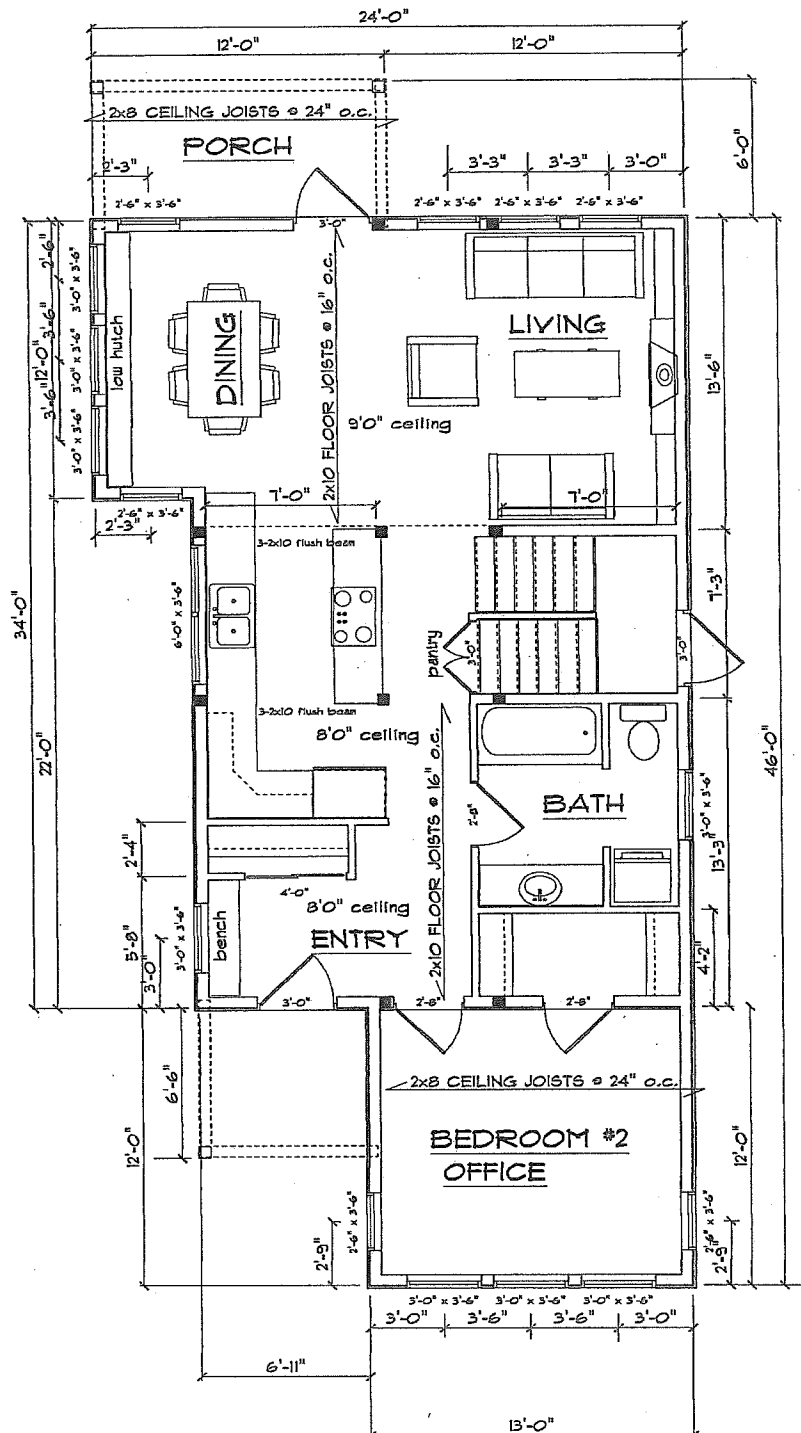 24'-0"
12'-0"
12'-0"
2x8 CEILING JOISTS @ 24" o.c.
PORCH
6'-0"
2'-3"
3'-3"
3'-3"
3'-0"
2'-6" x 3'-6"
2'-6" x 3'-6"
2'-6" x 3'-6"
2'-6" x 3'-6"
3'-0"
2'-6"
3'-6"
3'-6"
12'-0"
3'-0" x 3'-6"
3'-0" x 3'-6"
3'-0" x 3'-6"
low hutch
DINING
2x10 FLOOR JOISTS @ 16" o.c.
LIVING
9'0" ceiling
13'-6"
7'-0"
7'-0"
2'-6" x 3'-6"
2'-3"
3-2x10 flush beam
34'-0"
6'-0" x 3'-6"
pantry
3'-0"
3'-0"
7'-3"
3-2x10 flush beam
8'0" ceiling
22'-0"
46'-0"
2x10 FLOOR JOISTS @ 16" o.c.
BATH
2'-8"
3'-0" x 3'-6"
13'-3"
2'-4"
4'-0"
8'0" ceiling
5'-8"
3'-0"
3'-0" x 3'-6"
bench
ENTRY
4'-2"
3'-0"
2'-8"
2'-8"
6'-6"
12'-0"
2x8 CEILING JOISTS @ 24" o.c.
BEDROOM #2
OFFICE
12'-0"
2'-9"
2'-6" x 3'-6"
2'-6" x 3'-6"
2'-9"
3'-0" x 3'-6"
3'-0" x 3'-6"
3'-0" x 3'-6"
3'-0"
3'-6"
3'-6"
3'-0"
6'-11"
13'-0"